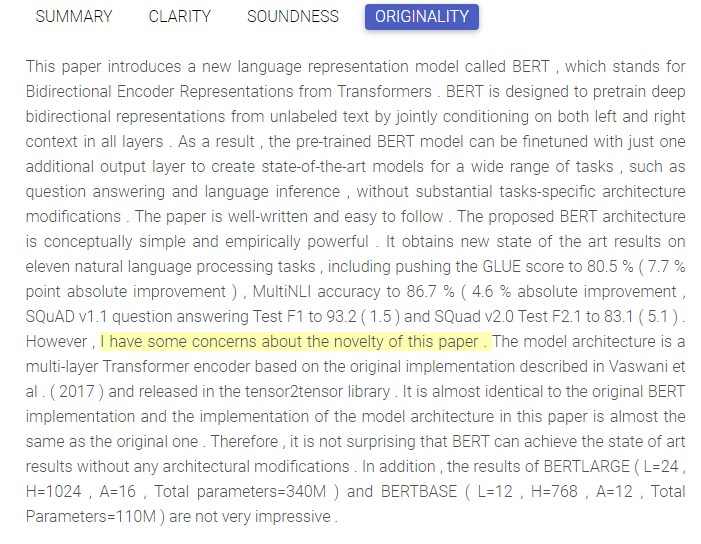 SUMMARY CLARITY SOUNDNESS ORIGINALITY
This paper introduces a new language representation model called BERT , which stands for
Bidirectional Encoder Representations from Transformers . BERT is designed to pretrain deep
bidirectional representations from unlabeled text by jointly conditioning on both left and right
context in all layers . As a result , the pre-trained BERT model can be finetuned with just one
additional output layer to create state-of-the-art models for a wide range of tasks , such as
question answering and language inference , without substantial tasks-specific architecture
modifications . The paper is well-written and easy to follow . The proposed BERT architecture
is conceptually simple and empirically powerful . It obtains new state of the art results on
eleven natural language processing tasks , including pushing the GLUE score to 80.5 % ( 7.7 %
point absolute improvement ) , MultiNLI accuracy to 86.7 % ( 4.6 % absolute improvement ,
SQuAD v1.1 question answering Test F1 to 93.2 ( 1.5 ) and SQuad v2.0 Test F2.1 to 83.1 ( 5.1 ) .
However , I have some concerns about the novelty of this paper . The model architecture is a
multi-layer Transformer encoder based on the original implementation described in Vaswani et
al . ( 2017 ) and released in the tensor2tensor library . It is almost identical to the original BERT
implementation and the implementation of the model architecture in this paper is almost the
same as the original one . Therefore , it is not surprising that BERT can achieve the state of art
results without any architectural modifications . In addition , the results of BERTLARGE ( L=24 ,
H=1024 , A=16 , Total parameters=340M ) and BERTBASE ( L=12 , H=768 , A=12 , Total
Parameters=110M ) are not very impressive .